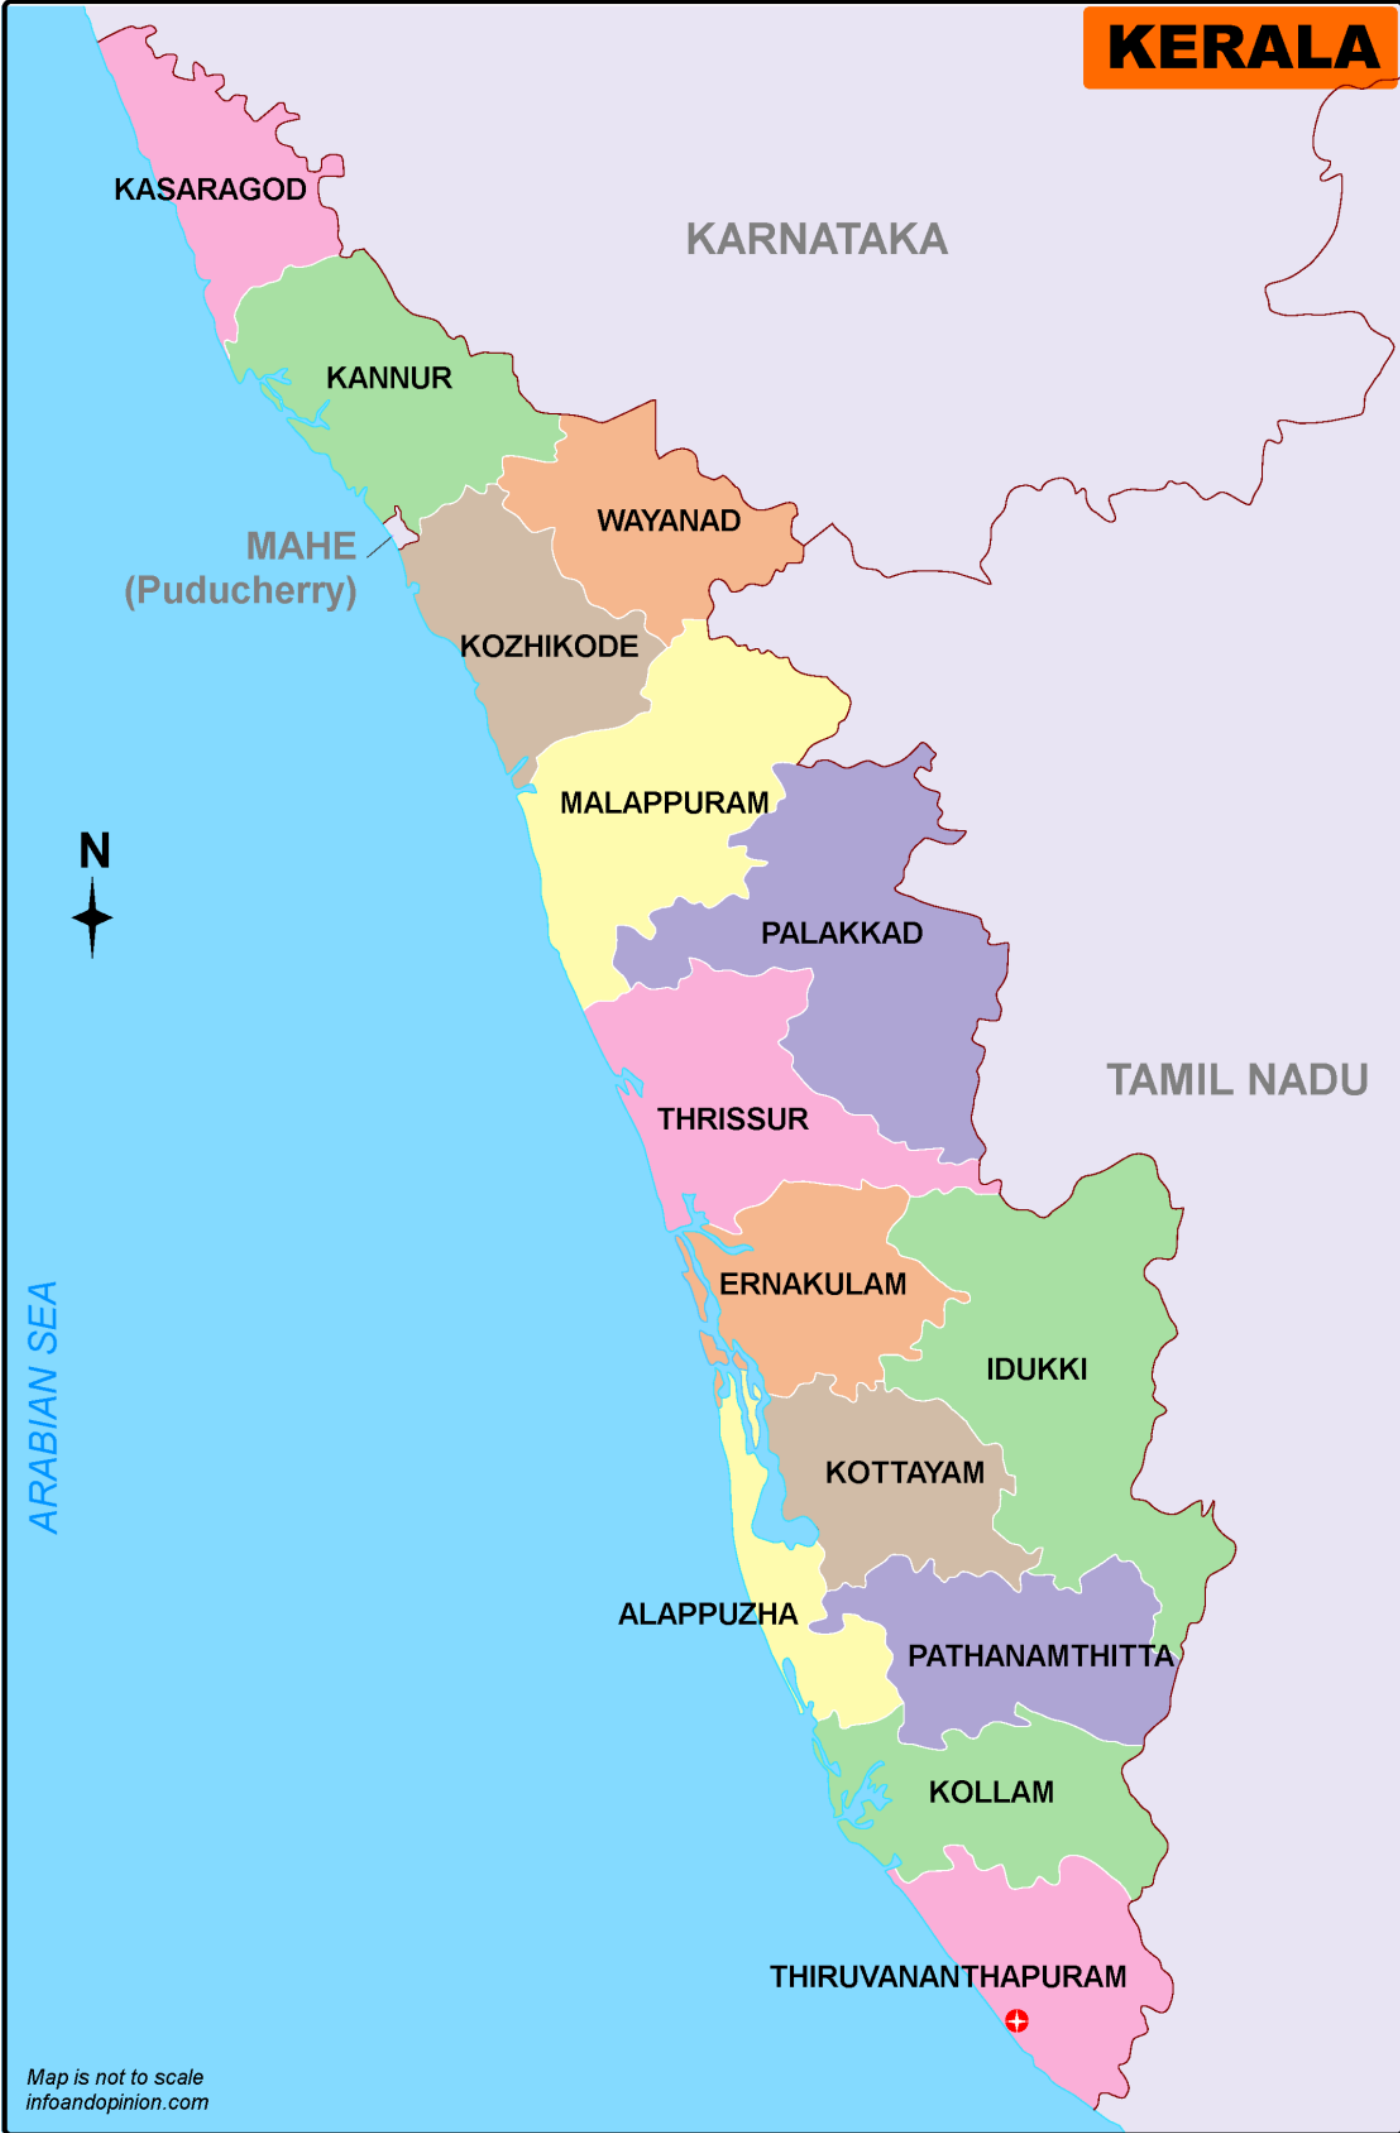 KERALA
KASARAGOD
KARNATAKA
KANNUR
WAYANAD
MAHE
(Puducherry)
KOZHIKODE
MALAPPURAM
N
PALAKKAD
TAMIL NADU
THRISSUR
ERNAKULAM
ARABIAN SEA
IDUKKI
KOTTAYAM
ALAPPUZHA
PATHANAMTHITTA
KOLLAM
THIRUVANANTHAPURAM
Map is not to scale
infoandopinion.com